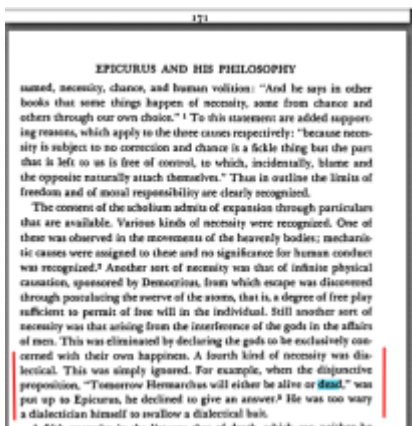 171
EPICURUS AND HIS PHILOSOPHY
sumed, necessity, chance, and human volition: "And he says in other
books that some things happen of necessity, some from chance and
others through our own choice." 1 To this statement are added support-
ing reasons, which apply to the three causes respectively: "because neces-
sity is subject to no correction and chance is a fickle thing but the part
that is left to us is free of control, to which, incidentally, blame and
the opposite naturally attach themselves." Thus in outline the limits of
freedom and of moral responsibility are clearly recognized.
The content of the scholium admits of expansion through particulars
that are available. Various kinds of necessity were recognized. One of
these was observed in the movements of the heavenly bodies; mechanis-
tic causes were assigned to these and no significance for human conduct
was recognized.2 Another sort of necessity was that of infinite physical
causation, sponsored by Democritus, from which escape was discovered
through postulating the swerve of the atoms, that is, a degree of free play
sufficient to permit of free will in the individual. Still another sort of
necessity was that arising from the interference of the gods in the affairs
of men. This was eliminated by declaring the gods to be exclusively con-
cerned with their own happiness. A fourth kind of necessity was dia-
lectical. This was simply ignored. For example, when the disjunctive
proposition, "Tomorrow Hermarchus will either be alive or dead," was
put up to Epicurus, he declined to give an answer.3 He was too wary
a dialectician himself to swallow a dialectical bait.